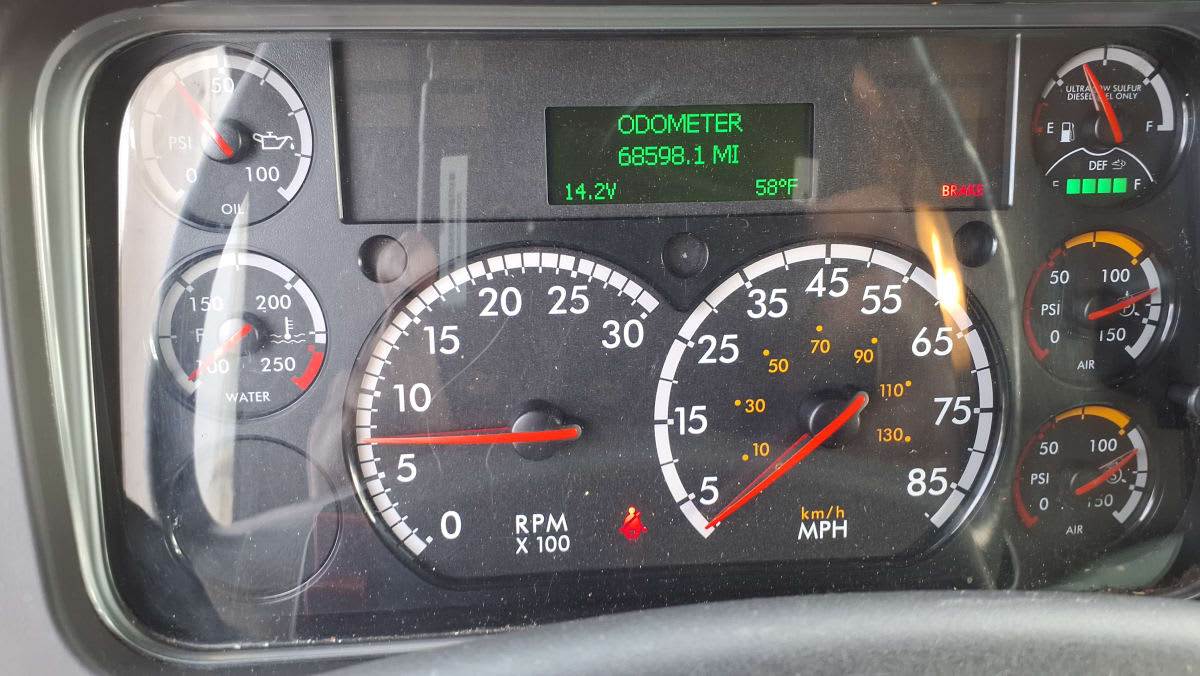 50
PSI
0
100
OIL
ODOMETER
68598.1 MI
14.2V
58°F
BRAKE
ULTRA LOW SULFUR
DIESEL FUEL ONLY
E
F
DEF
E
F
150
200
F
100
250
WATER
0
5
10
15
20
25
30
RPM
X 100
5
15
25
35
45
55
65
75
85
10
30
50
70
90
110
130
km/h
MPH
50
100
PSI
0
150
AIR
50
100
PSI
0
150
AIR